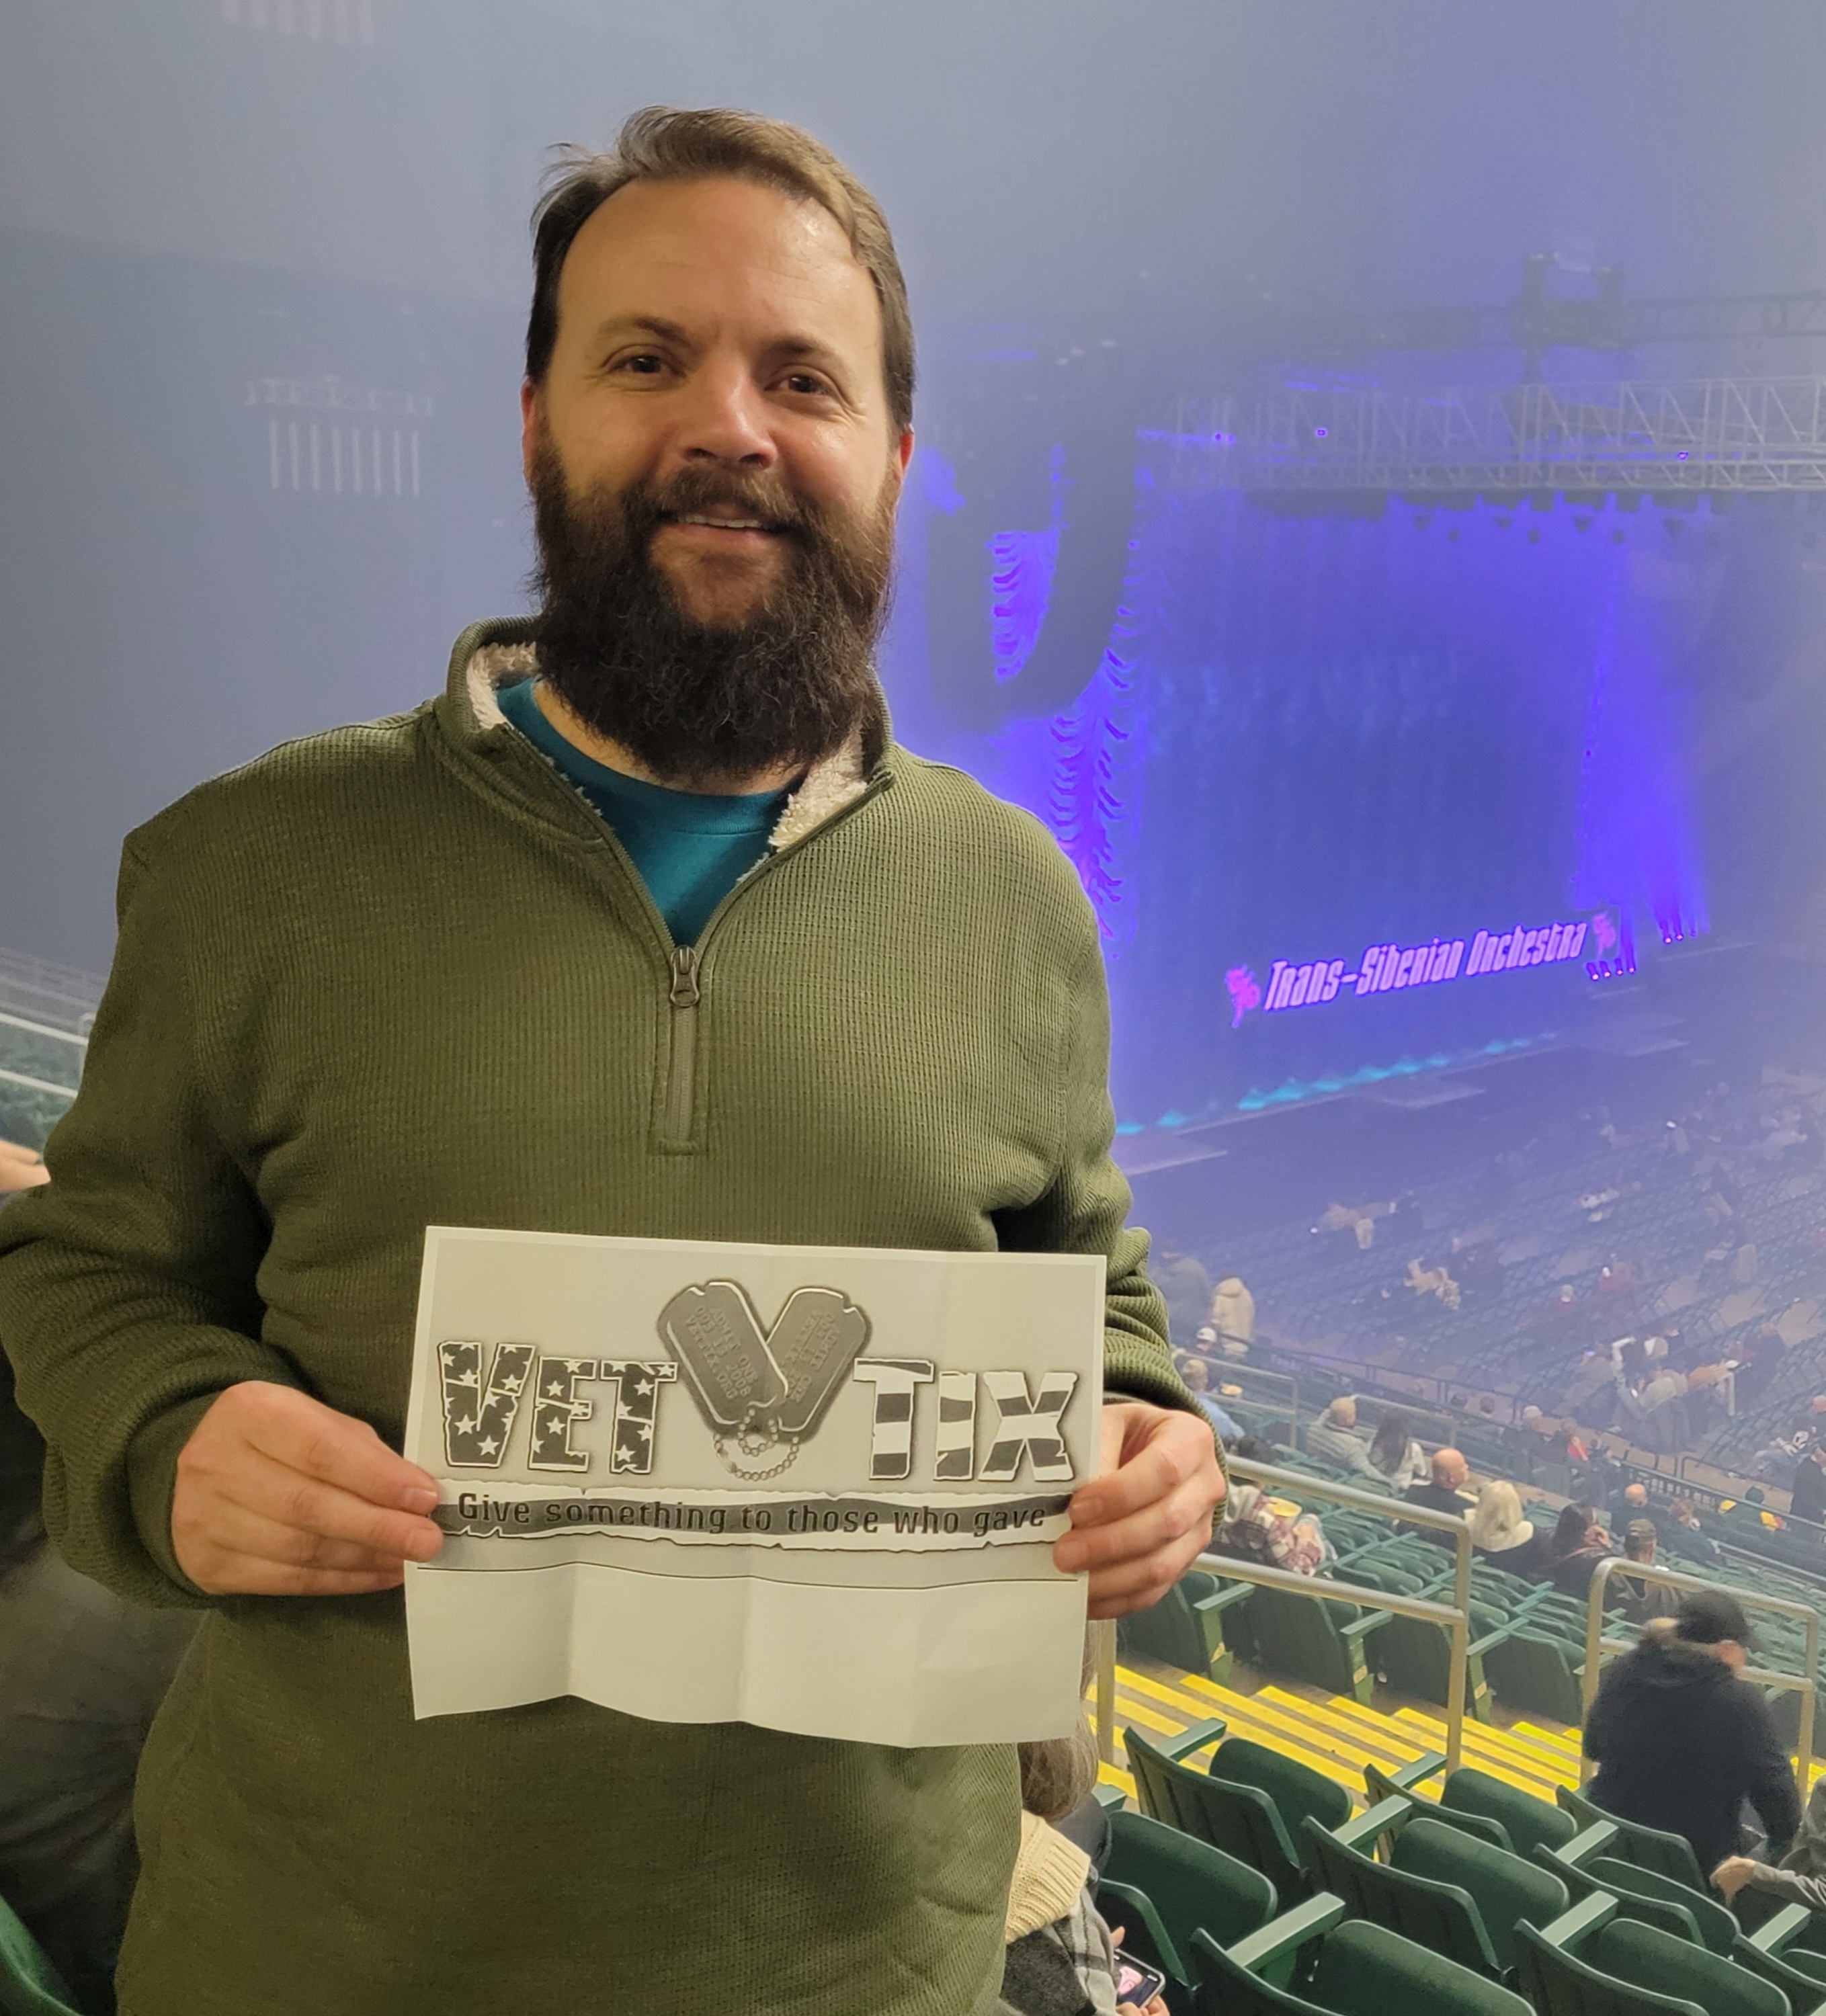 Trans-Siberian Orchestra
VET TIX
Give something to those who gave